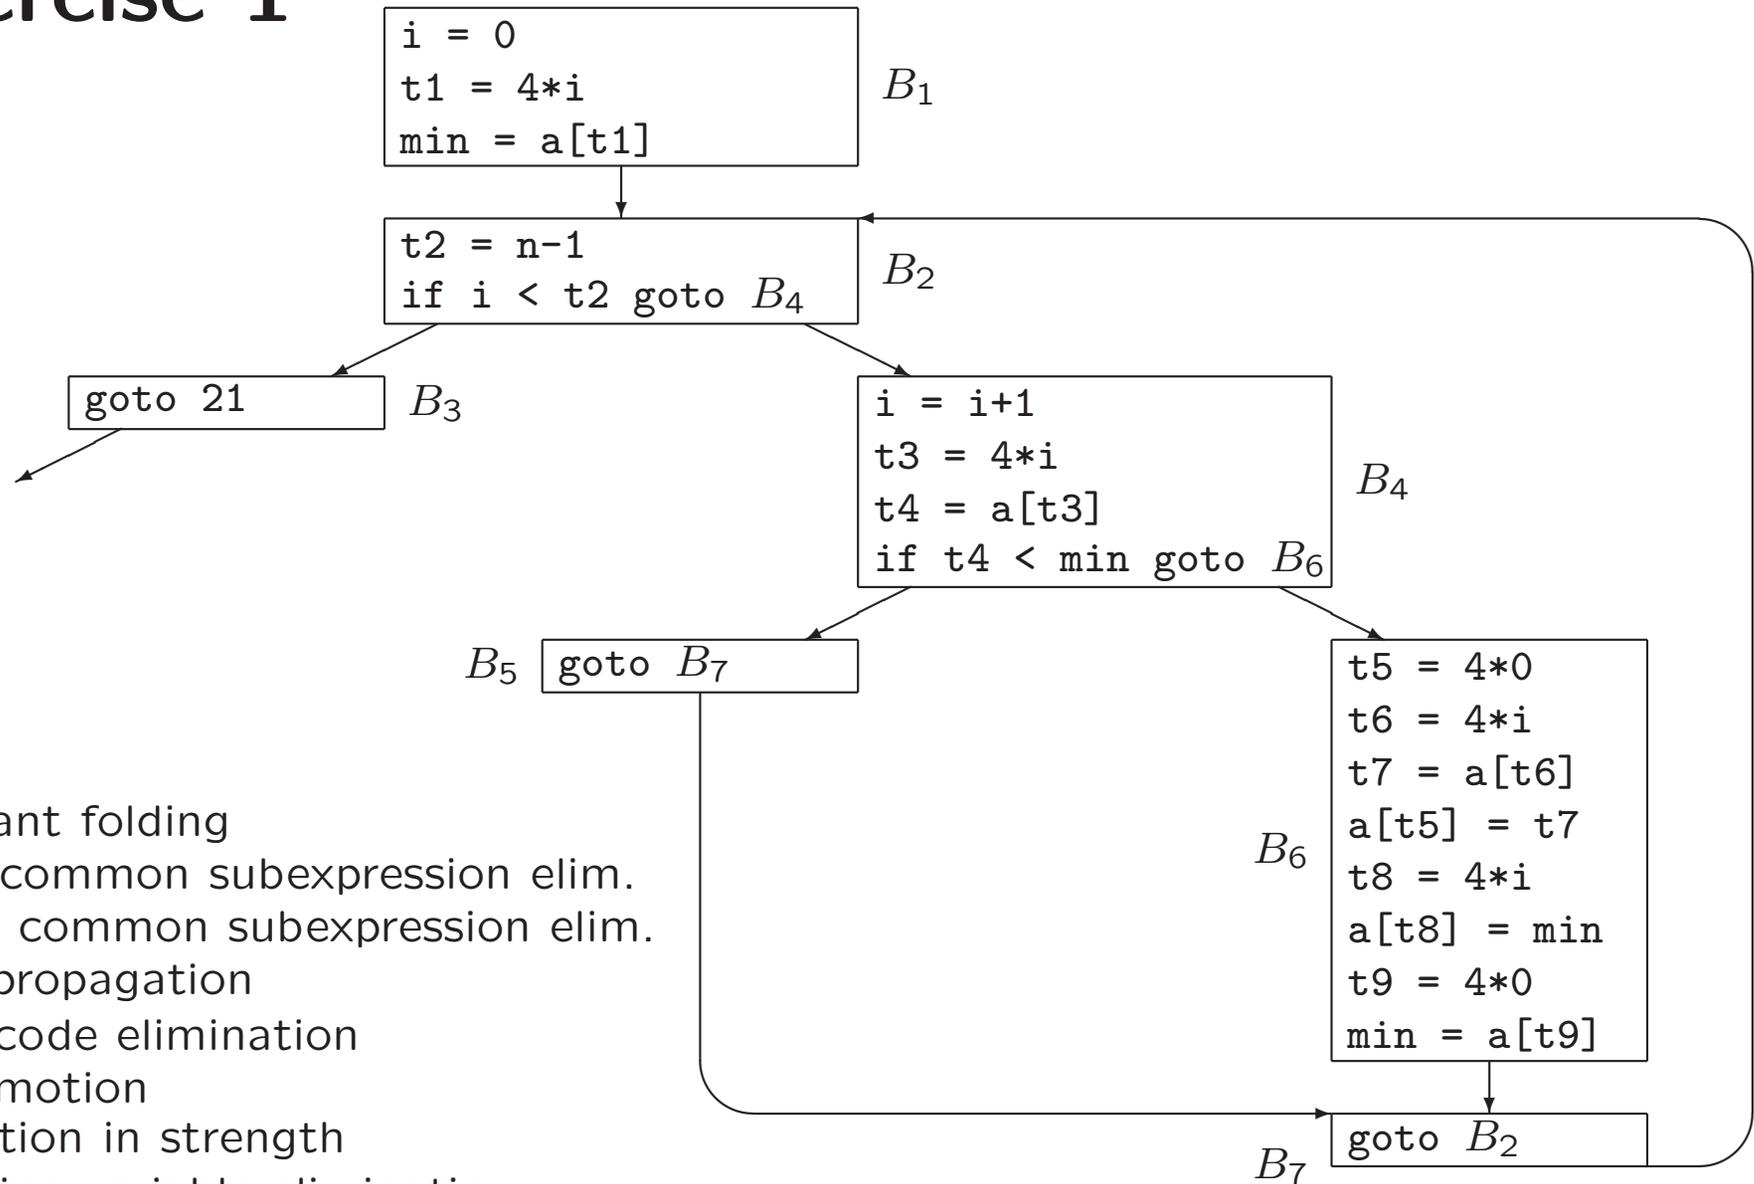 1
i = 0
t1 = 4*i
min = a[t1]
B1
t2 = n-1
if i < t2 goto B4
B2
goto 21
B3
i = i+1
t3 = 4*i
t4 = a[t3]
if t4 < min goto B6
B4
B5
goto B7
t5 = 4*0
t6 = 4*i
t7 = a[t6]
a[t5] = t7
t8 = 4*i
a[t8] = min
t9 = 4*0
min = a[t9]
B6
goto B2
B7
folding
common subexpression elim.
common subexpression elim.
propagation
code elimination
motion
in strength